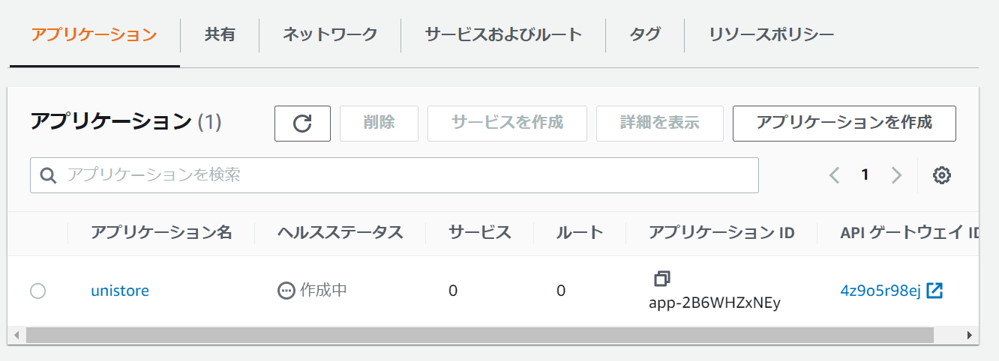 アプリケーション 共有 ネットワーク サービスおよびルート タグ リソースポリシー
アプリケーション (1) 削除 サービスを作成 詳細を表示 アプリケーションを作成
アプリケーションを検索 1
アプリケーション名 ヘルスステータス サービス ルート アプリケーション ID API ゲートウェイ ID
unistore 作成中 0 0 app-2B6WHZxNEy 4z9o5r98ej